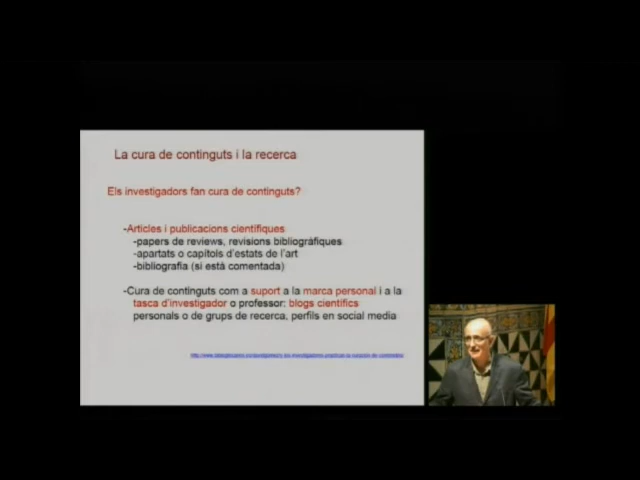 La cura de continguts i la recerca
Els investigadors fan cura de continguts?
-Articles i publicacions científiques
-papers de reviews, revisions bibliogràfiques
-apartats o capítols d'estats de l'art
-bibliografia (si està comentada)
-Cura de continguts com a suport a la marca personal i a la
tasca d'investigador o professor: blogs científics
personals o de grups de recerca, perfils en social media